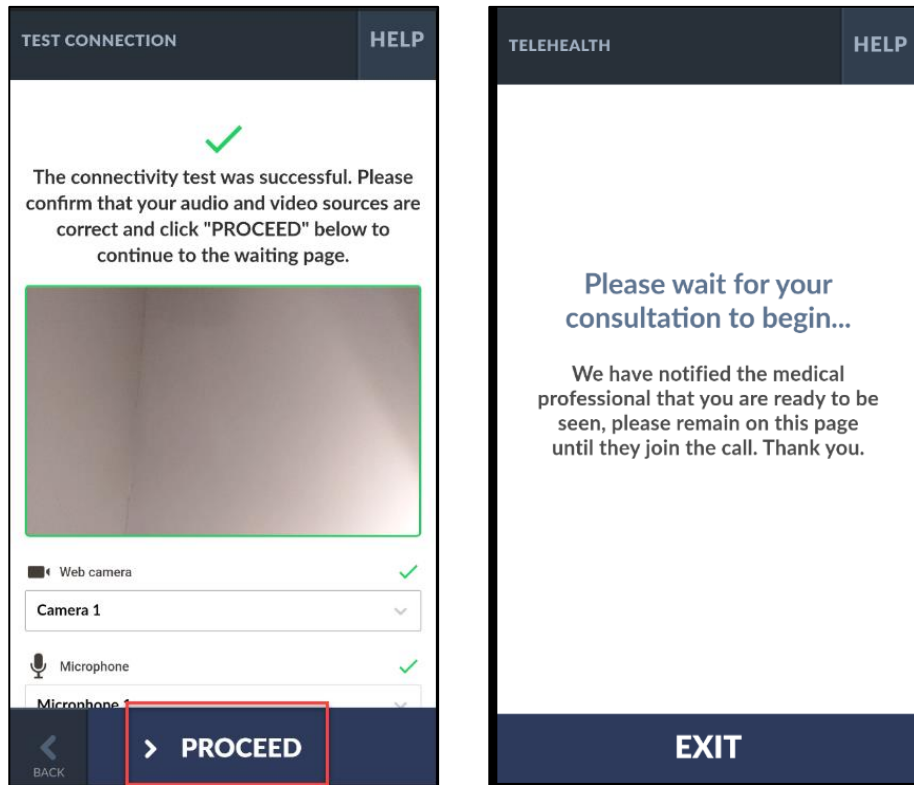 TEST CONNECTION
HELP
The connectivity test was successful. Please
confirm that your audio and video sources are
correct and click "PROCEED" below to
continue to the waiting page.
Web camera
Camera 1
Microphone
Microphone 1
BACK
PROCEED
TELEHEALTH
HELP
Please wait for your
consultation to begin...
We have notified the medical
professional that you are ready to be
seen, please remain on this page
until they join the call. Thank you.
EXIT